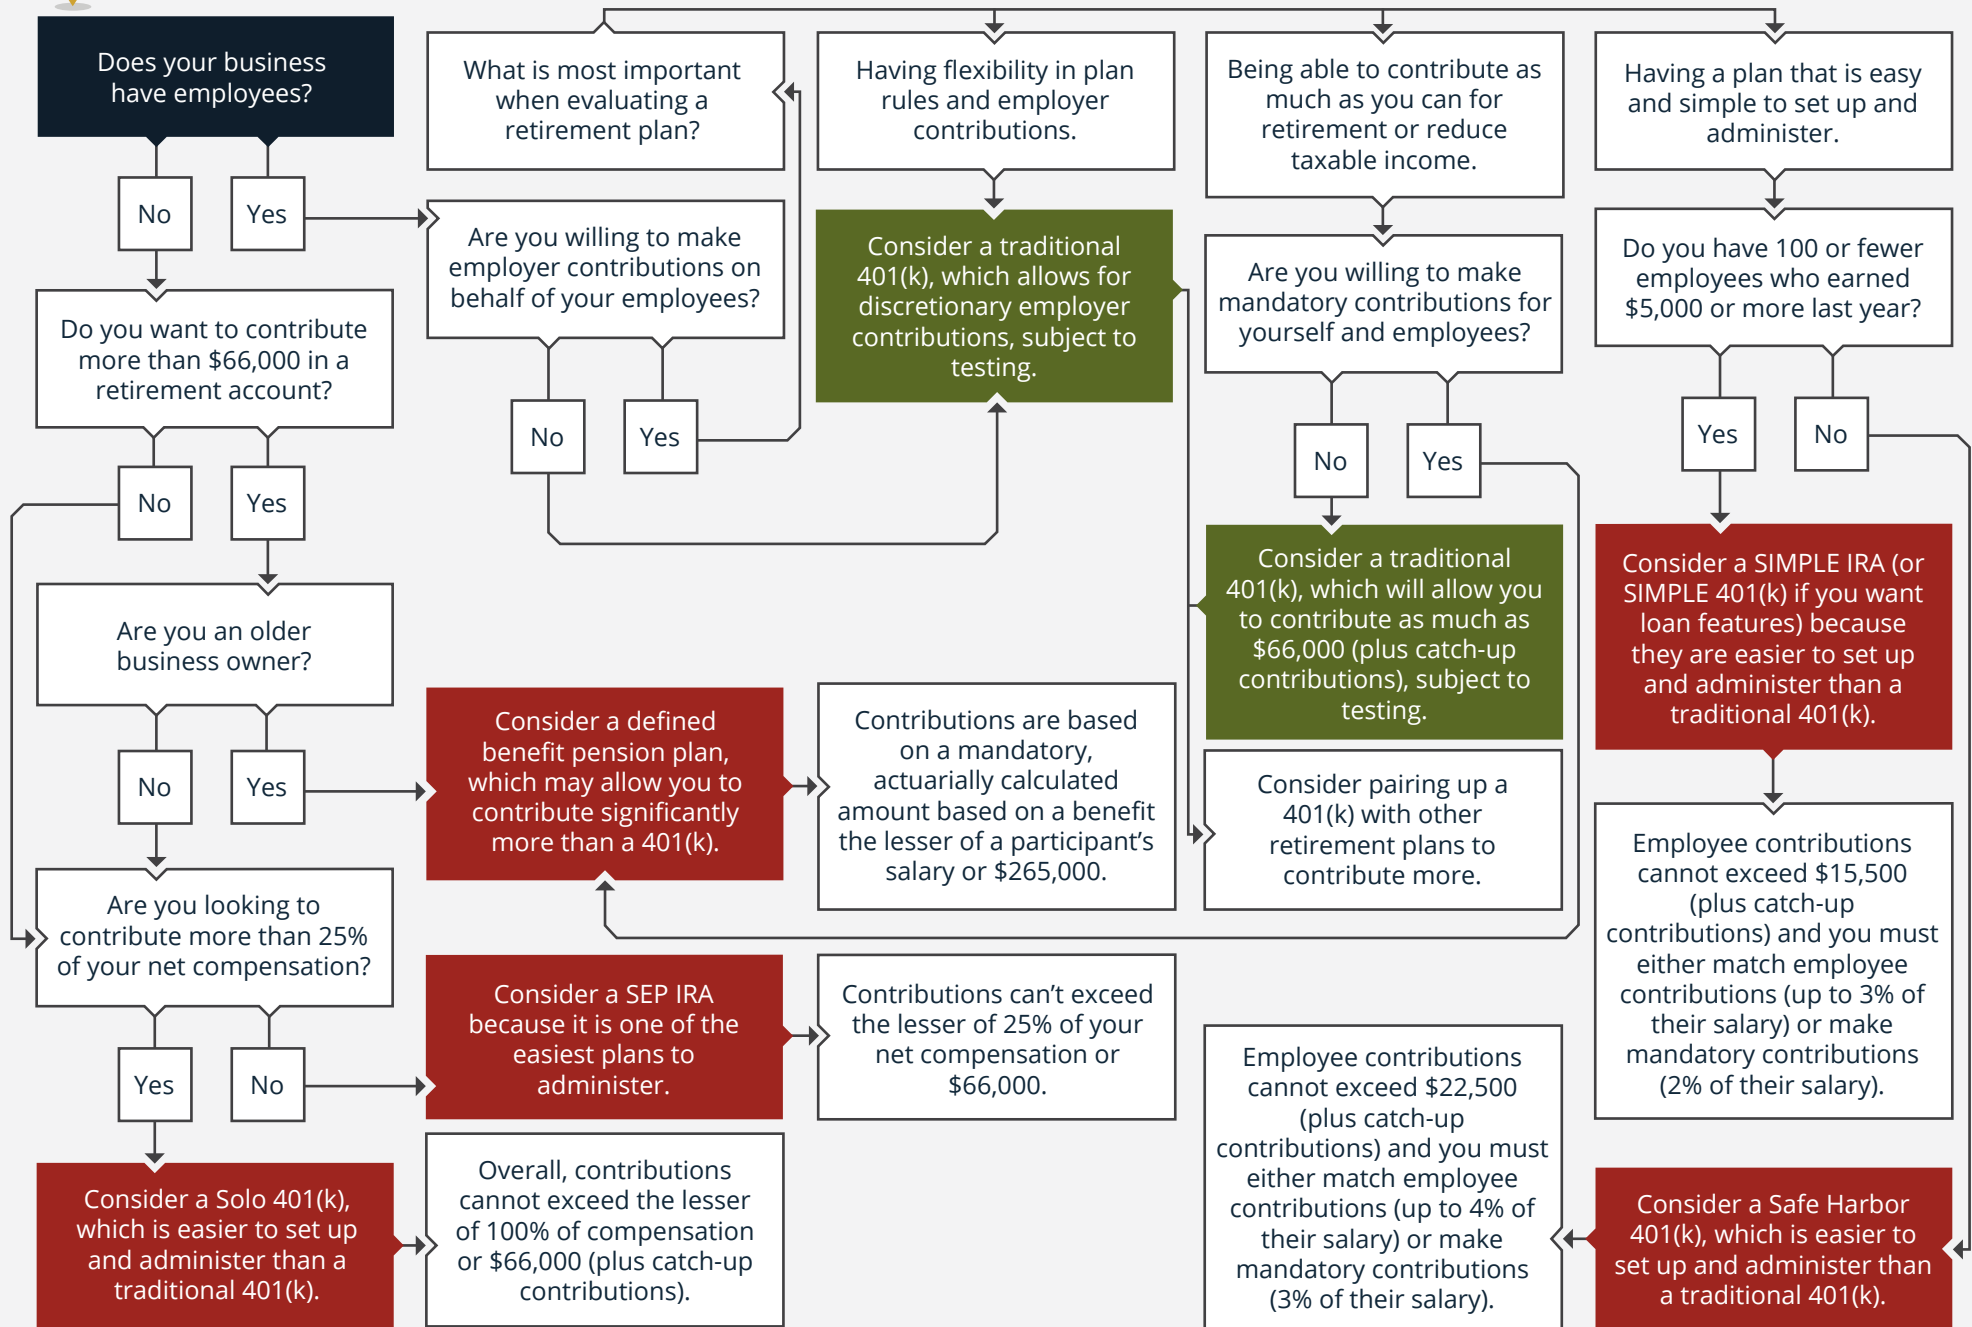 Does your business
have employees?
No
Yes
Do you want to contribute
more than $66,000 in a
retirement account?
No
Yes
Are you an older
business owner?
No
Yes
Are you looking to
contribute more than 25%
of your net compensation?
Yes
No
Consider a Solo 401(k),
which is easier to set up
and administer than a
traditional 401(k).
What is most important
when evaluating a
retirement plan?
Are you willing to make
employer contributions on
behalf of your employees?
No
Yes
Consider a defined
benefit pension plan,
which may allow you to
contribute significantly
more than a 401(k).
Consider a SEP IRA
because it is one of the
easiest plans to
administer.
Overall, contributions
cannot exceed the lesser
of 100% of compensation
or $66,000 (plus catch-up
contributions).
Having flexibility in plan
rules and employer
contributions.
Consider a traditional
401(k), which allows for
discretionary employer
contributions, subject to
testing.
Contributions are based
on a mandatory,
actuarially calculated
amount based on a benefit
the lesser of a participant’s
salary or $265,000.
Contributions can’t exceed
the lesser of 25% of your
net compensation or
$66,000.
Being able to contribute as
much as you can for
retirement or reduce
taxable income.
Are you willing to make
mandatory contributions for
yourself and employees?
No
Yes
Consider a traditional
401(k), which will allow you
to contribute as much as
$66,000 (plus catch-up
contributions), subject to
testing.
Consider pairing up a
401(k) with other
retirement plans to
contribute more.
Employee contributions
cannot exceed $22,500
(plus catch-up
contributions) and you must
either match employee
contributions (up to 4% of
their salary) or make
mandatory contributions
(3% of their salary).
Having a plan that is easy
and simple to set up and
administer.
Do you have 100 or fewer
employees who earned
$5,000 or more last year?
Yes
No
Consider a SIMPLE IRA (or
SIMPLE 401(k) if you want
loan features) because
they are easier to set up
and administer than a
traditional 401(k).
Employee contributions
cannot exceed $15,500
(plus catch-up
contributions) and you must
either match employee
contributions (up to 3% of
their salary) or make
mandatory contributions
(2% of their salary).
Consider a Safe Harbor
401(k), which is easier to
set up and administer than
a traditional 401(k).